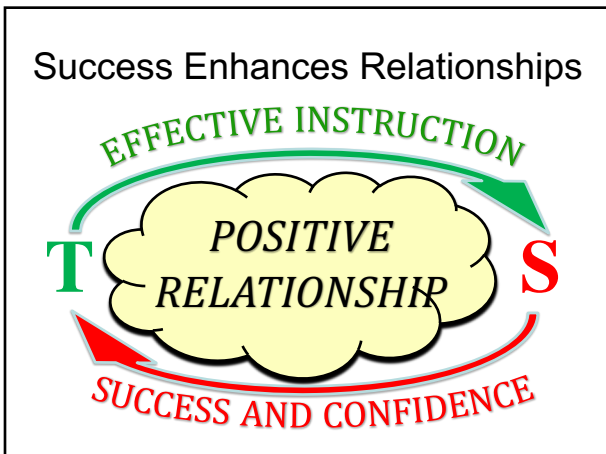 Success Enhances Relationships
EFFECTIVE INSTRUCTION
T
POSITIVE
RELATIONSHIP
S
SUCCESS AND CONFIDENCE